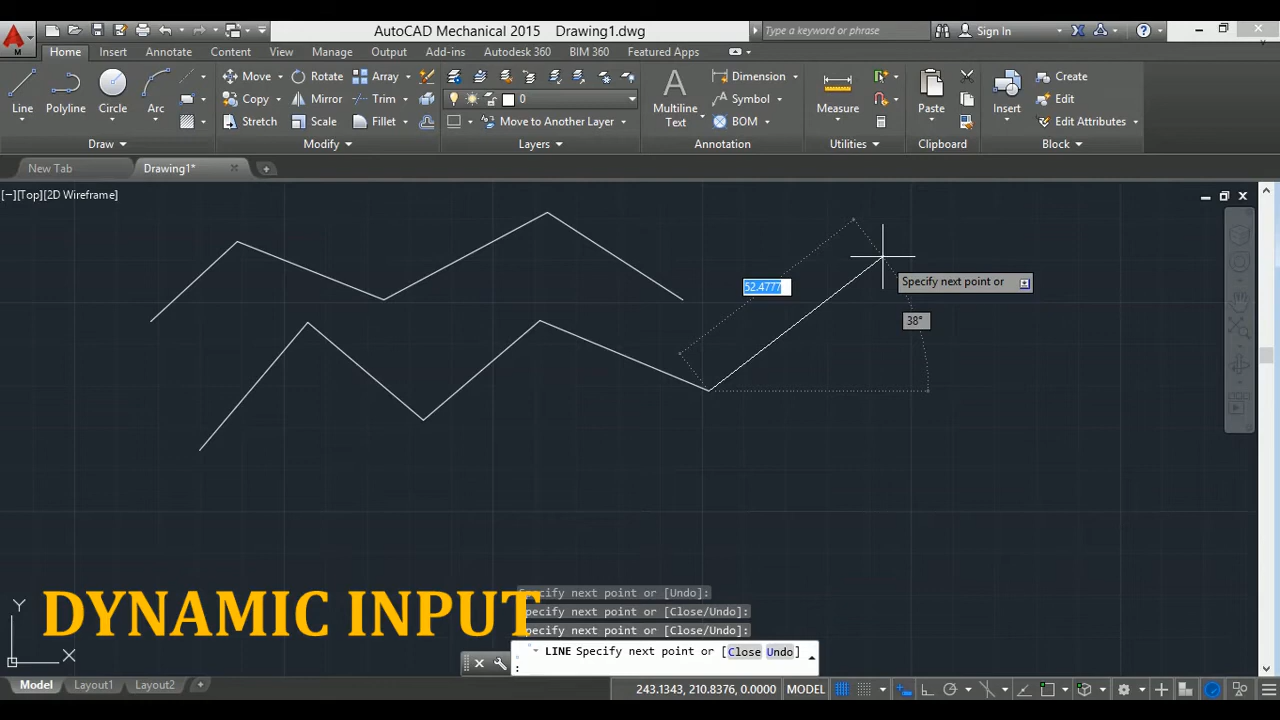 AutoCAD Mechanical 2015 Drawing1.dwg
Type a keyword or phrase
Sign In
M
Home Insert Annotate Content View Manage Output Add-ins Autodesk 360 BIM 360 Featured Apps
Move Rotate Array
Copy Mirror Trim
Stretch Scale Fillet
Line Polyline Circle Arc
0
Move to Another Layer
Multiline
Text
Dimension
Symbol
BOM
Measure
Paste
Insert
Create
Edit
Edit Attributes
Draw Modify Layers Annotation Utilities Clipboard Block
New Tab Drawing1*
[−][Top][2D Wireframe]
52.4777
Specify next point or
38°
Specify next point or [Undo]:
Specify next point or [Close/Undo]:
Specify next point or [Close/Undo]:
LINE Specify next point or [Close Undo]
:
DYNAMIC INPUT
Y
X
Model Layout1 Layout2 +
243.1343, 210.8376, 0.0000 MODEL